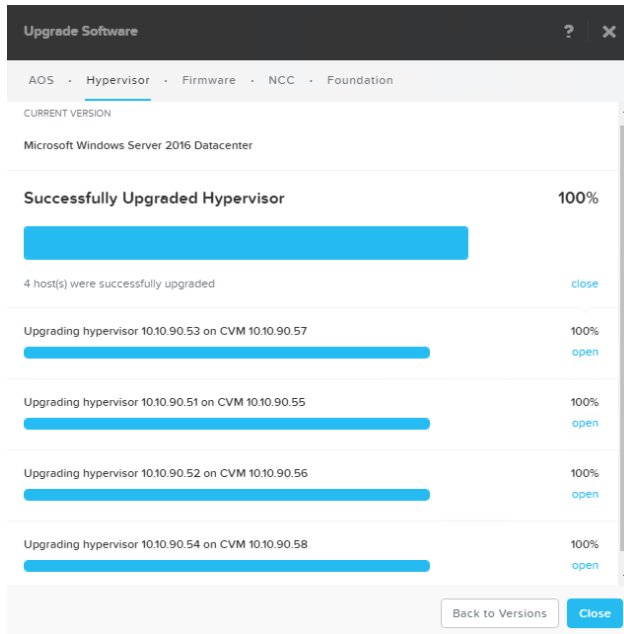 Upgrade Software ? ×
AOS · Hypervisor · Firmware · NCC · Foundation
CURRENT VERSION
Microsoft Windows Server 2016 Datacenter
Successfully Upgraded Hypervisor 100%
4 host(s) were successfully upgraded close
Upgrading hypervisor 10.10.90.53 on CVM 10.10.90.57 100%
open
Upgrading hypervisor 10.10.90.51 on CVM 10.10.90.55 100%
open
Upgrading hypervisor 10.10.90.52 on CVM 10.10.90.56 100%
open
Upgrading hypervisor 10.10.90.54 on CVM 10.10.90.58 100%
open
Back to Versions Close